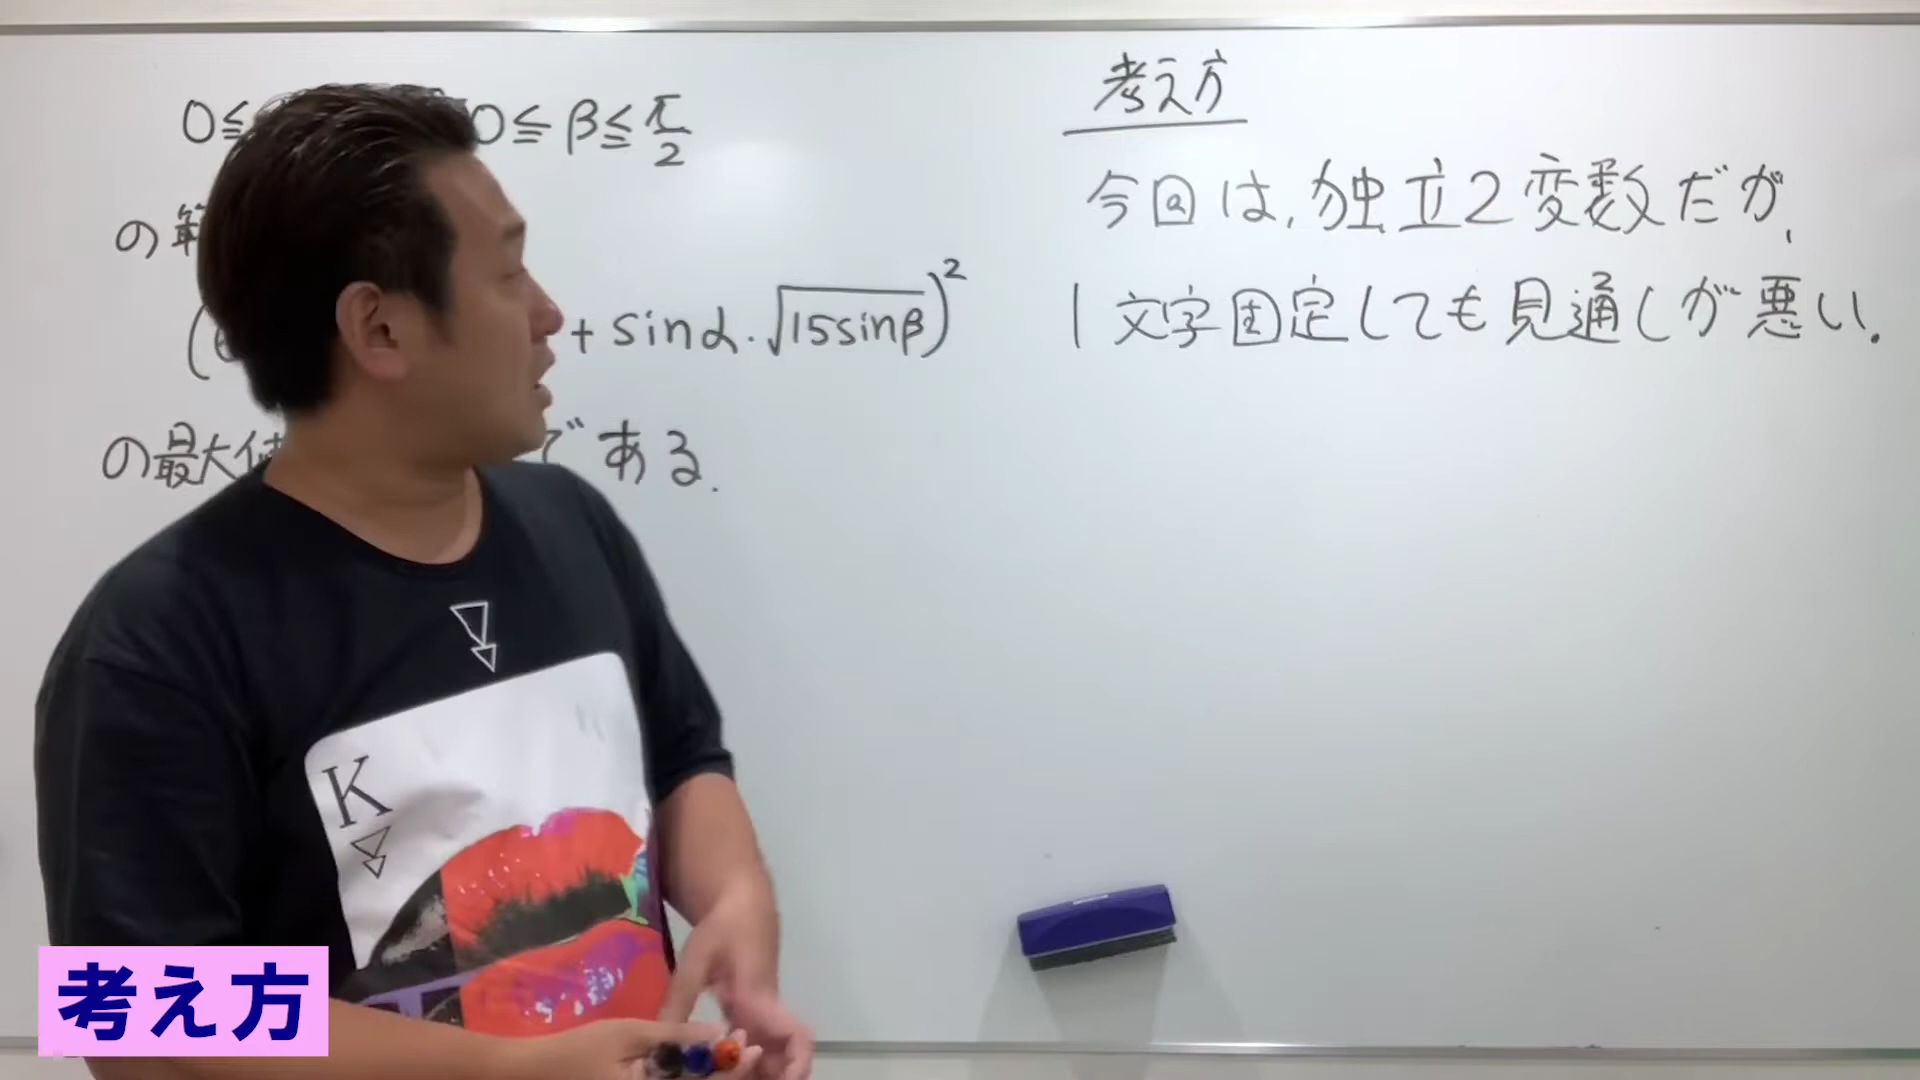 0≦ 0≦β≦π/2
の範
( + sinα・√15sinβ)²
の最大値 である.
考え方
今回は,独立2変数だが,
1文字固定しても見通しが悪い.
K
考え方